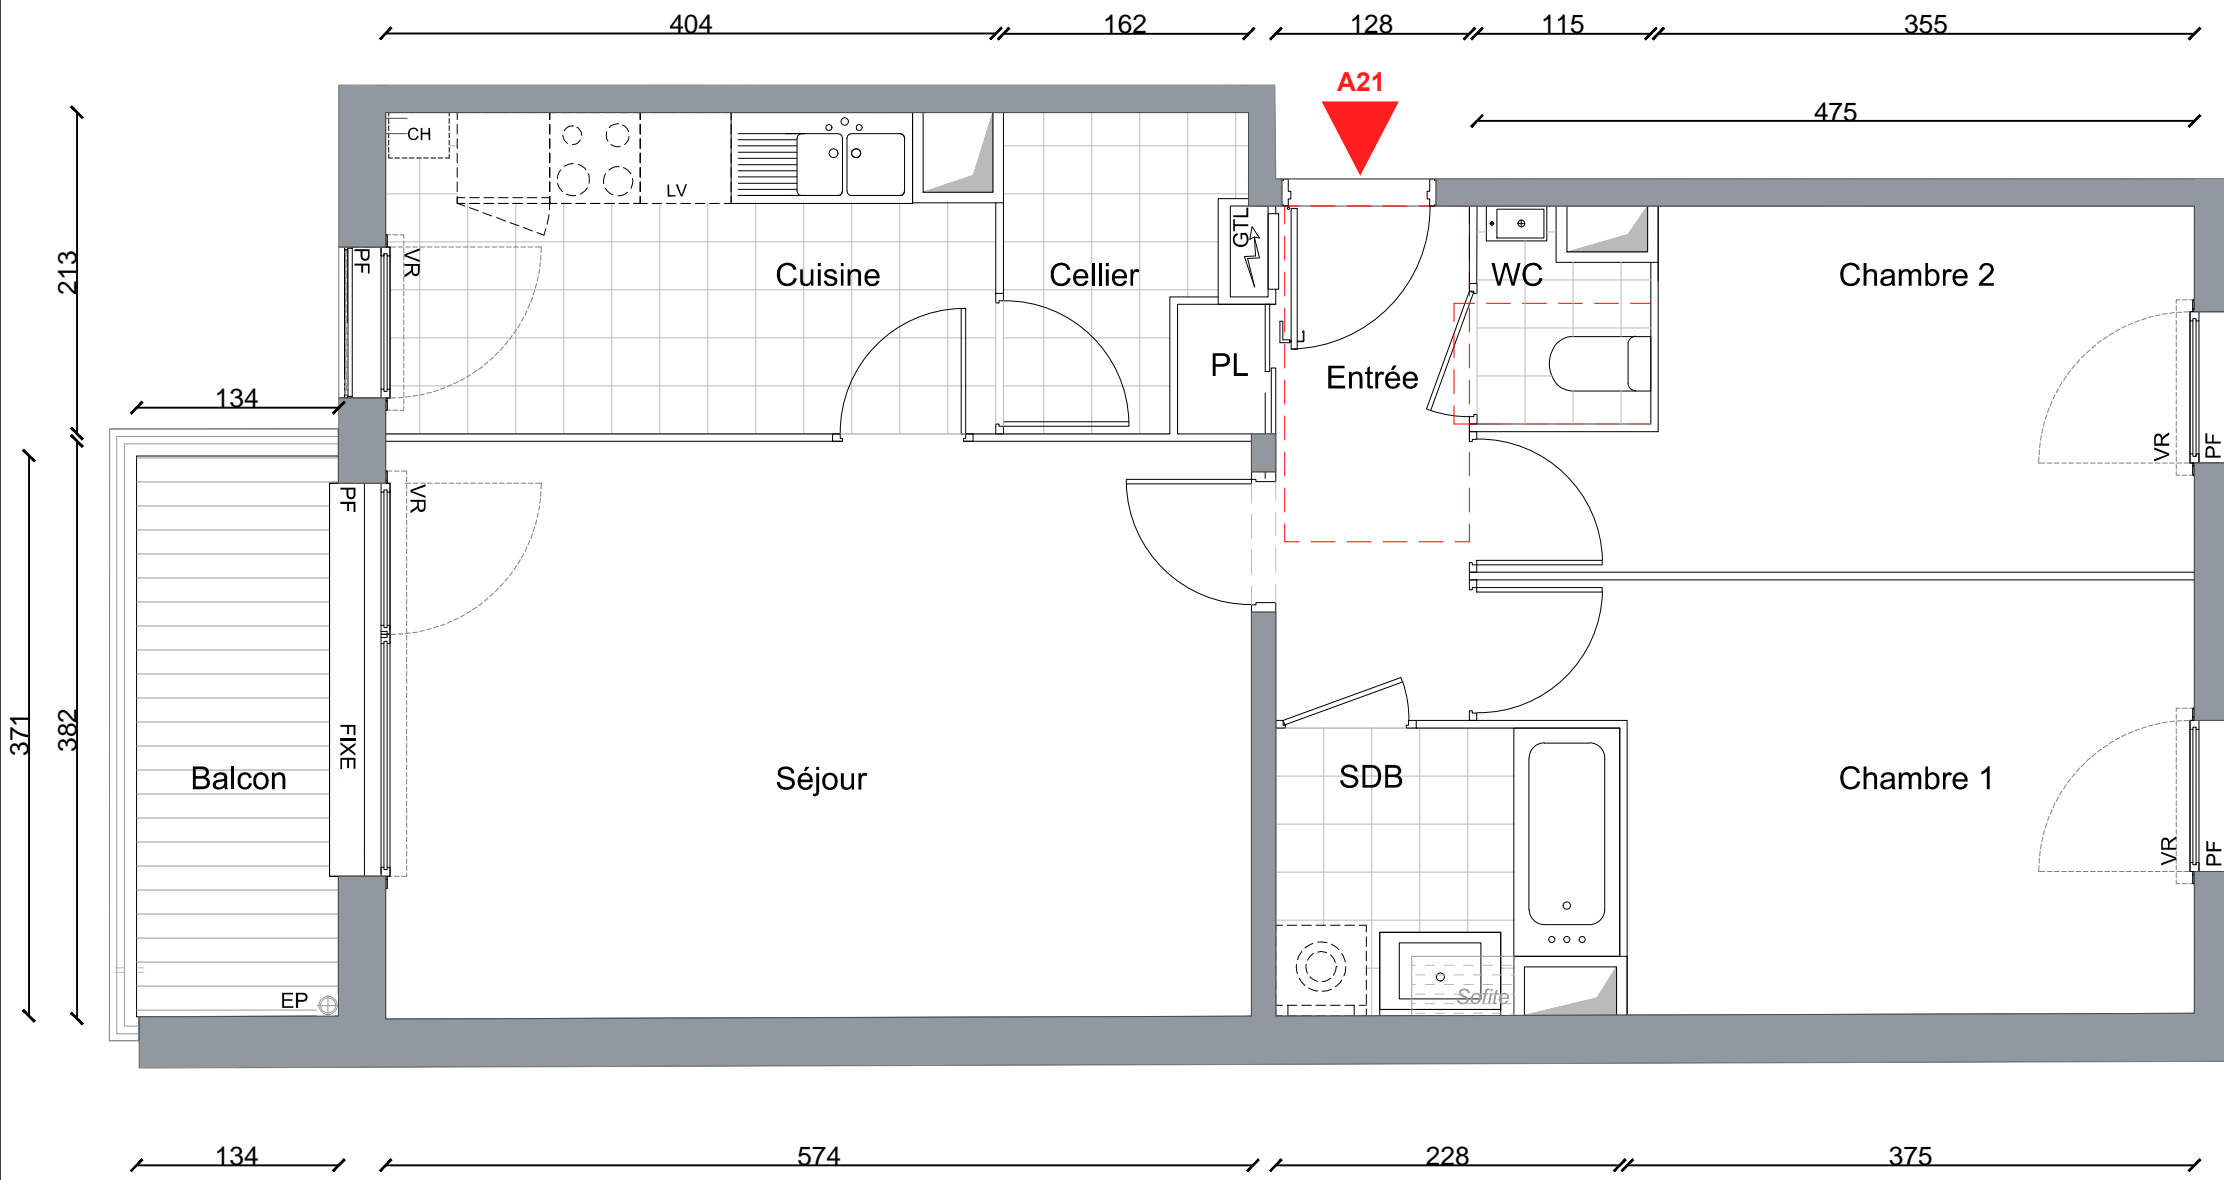 404
162
128
115
355
A21
475
CH
LV
GTL
PF
VR
Cuisine
Cellier
WC
Chambre 2
213
PL
Entrée
134
VR
PF
PF
VR
371
382
FIXE
Balcon
Séjour
SDB
Chambre 1
VR
PF
EP
Sofite
134
574
228
375